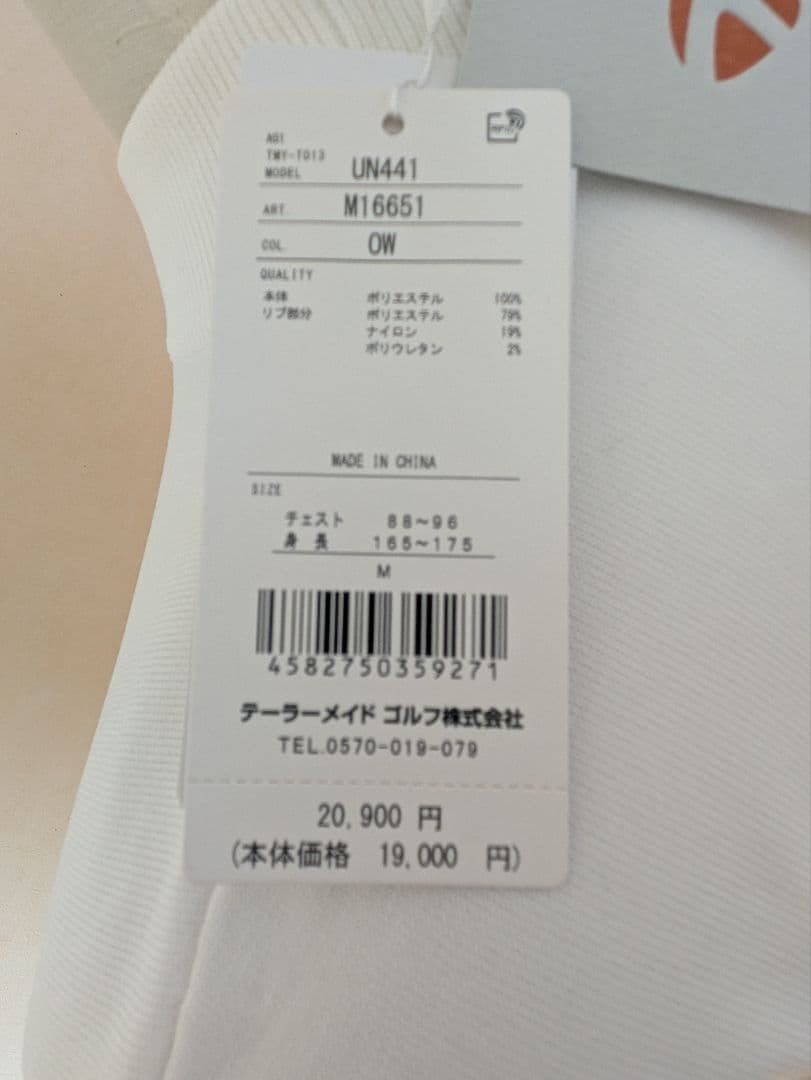 AG1
TMY-T013
MODEL UN441
ART. M16651
COL. OW
QUALITY
本体 ポリエステル 100%
リブ部分 ポリエステル 79%
ナイロン 19%
ポリウレタン 2%
MADE IN CHINA
SIZE
チェスト 88~96
身長 165~175
M
4582750359271
テーラーメイド ゴルフ株式会社
TEL.0570-019-079
20,900 円
(本体価格 19,000 円)